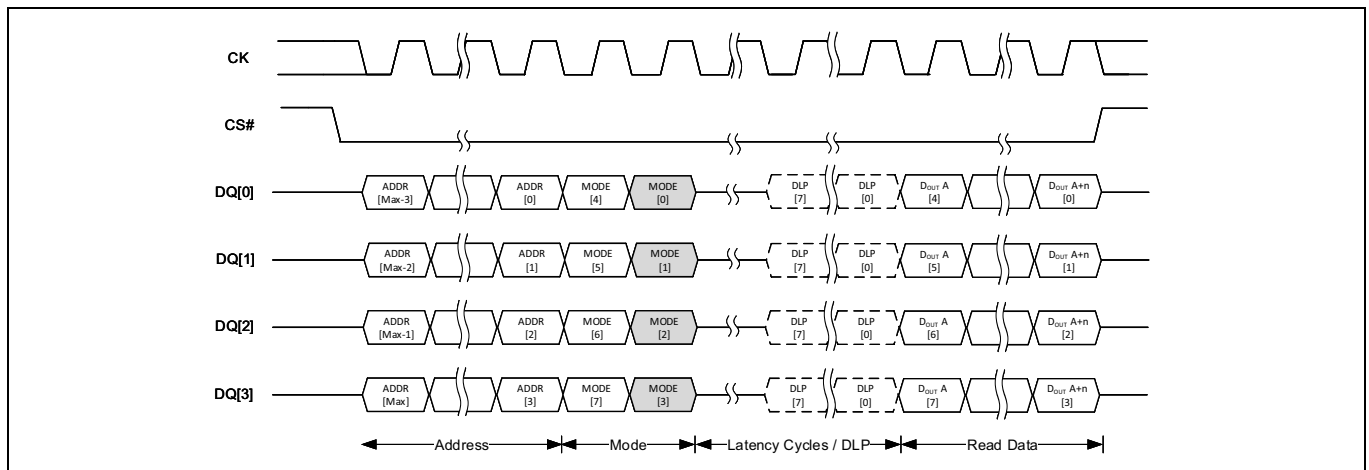 CK
CS#
DQ[0]
ADDR
[Max-3]
ADDR
[0]
MODE
[4]
MODE
[0]
DLP
[7]
DLP
[0]
DOUT A
[4]
DOUT A+n
[0]
DQ[1]
ADDR
[Max-2]
ADDR
[1]
MODE
[5]
MODE
[1]
DLP
[7]
DLP
[0]
DOUT A
[5]
DOUT A+n
[1]
DQ[2]
ADDR
[Max-1]
ADDR
[2]
MODE
[6]
MODE
[2]
DLP
[7]
DLP
[0]
DOUT A
[6]
DOUT A+n
[2]
DQ[3]
ADDR
[Max]
ADDR
[3]
MODE
[7]
MODE
[3]
DLP
[7]
DLP
[0]
DOUT A
[7]
DOUT A+n
[3]
Address
Mode
Latency Cycles / DLP
Read Data